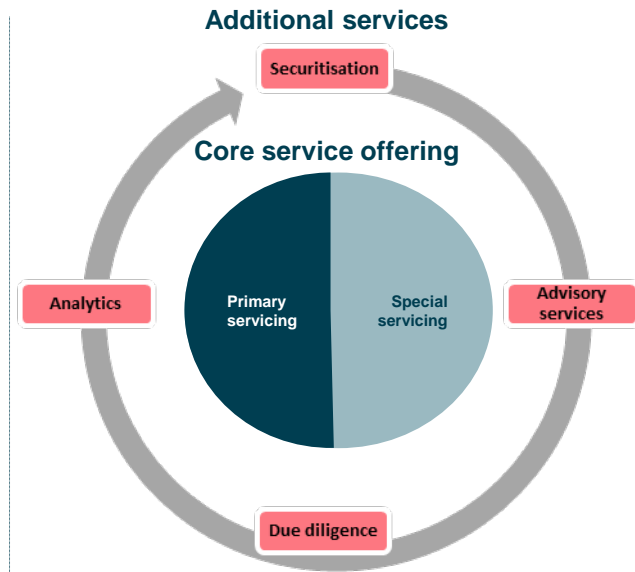 Additional services
Securitisation
Core service offering
Primary
servicing
Special
servicing
Analytics
Advisory
services
Due diligence